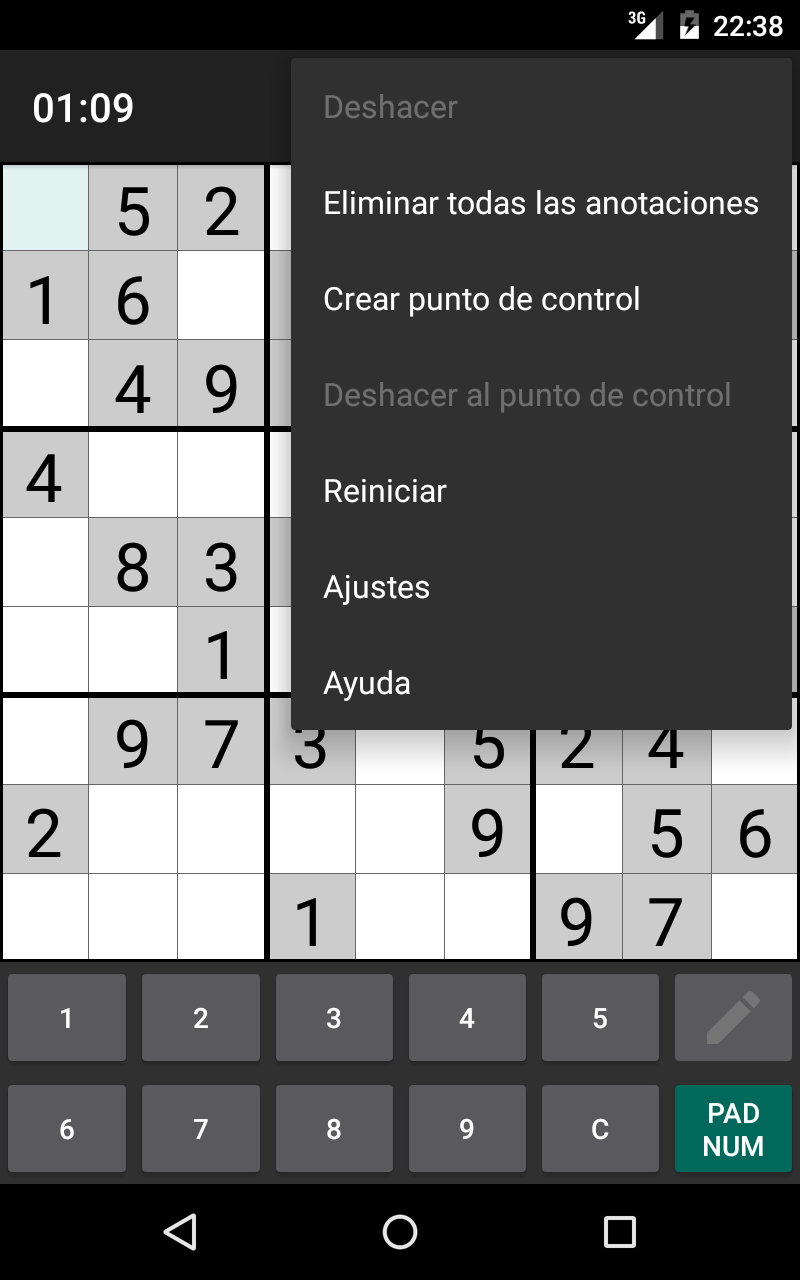 3G 22:38
01:09
Deshacer
Eliminar todas las anotaciones
Crear punto de control
Deshacer al punto de control
Reiniciar
Ajustes
Ayuda
5 2
1 6
4 9
4
8 3
1
9 7 3 5 2 4
2 9 5 6
1 9 7
1 2 3 4 5
6 7 8 9 C PAD
NUM